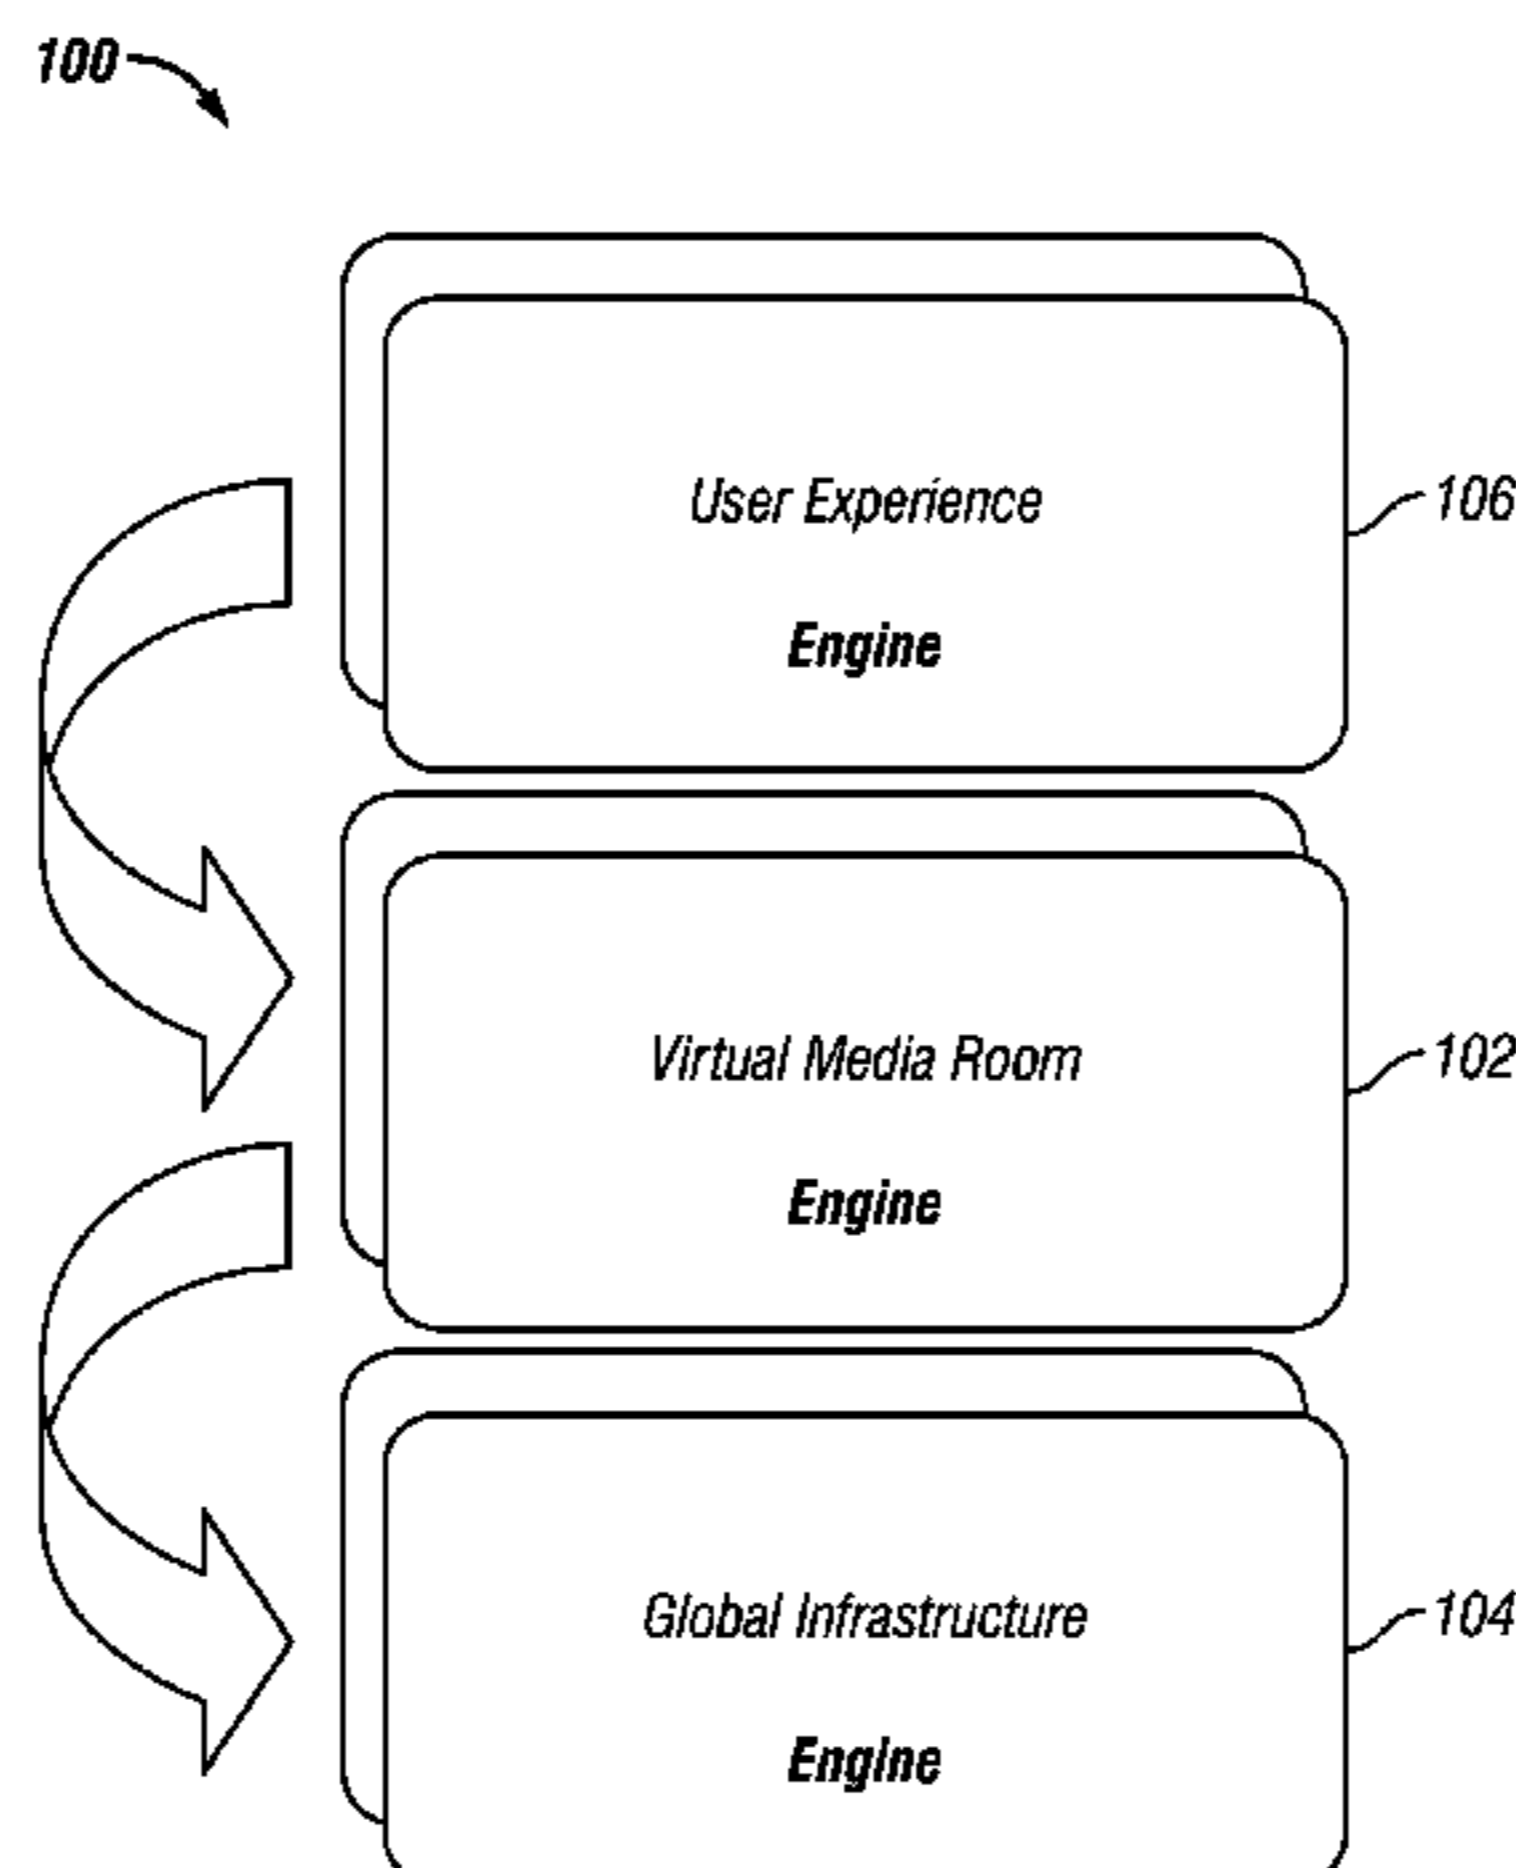 100
User Experience
106
Engine
Virtual Media Room
102
Engine
Global Infrastructure
104
Engine